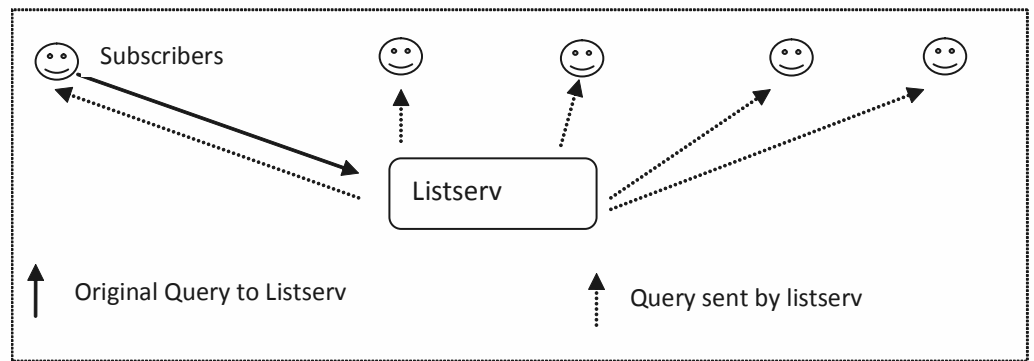 Subscribers
Listserv
Original Query to Listserv
Query sent by listserv